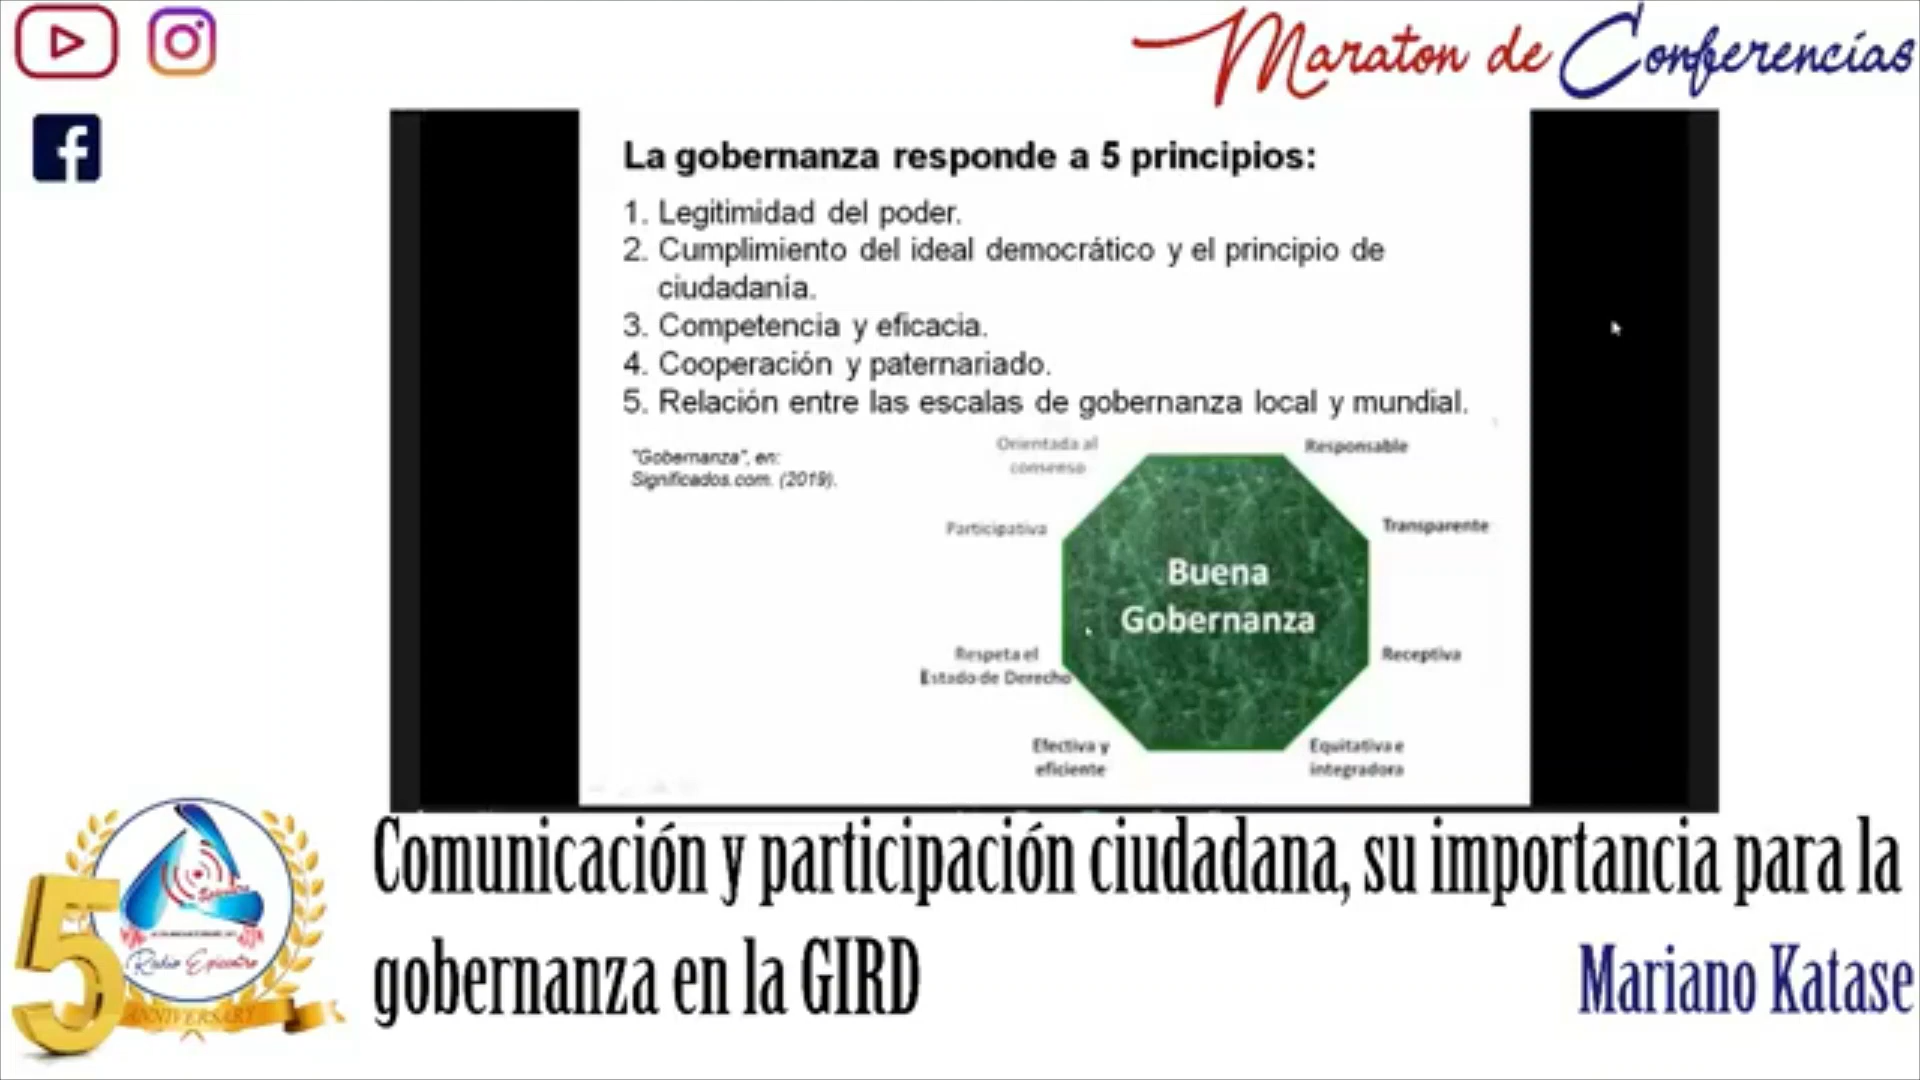 Maraton de Conferencias
La gobernanza responde a 5 principios:
1. Legitimidad del poder.
2. Cumplimiento del ideal democrático y el principio de
ciudadanía.
3. Competencia y eficacia.
4. Cooperación y paternariado.
5. Relación entre las escalas de gobernanza local y mundial.
"Gobernanza", en:
Significados.com. (2019).
Orientada al
consenso
Responsable
Participativa
Transparente
Buena
Gobernanza
Respeta el
Estado de Derecho
Receptiva
Efectiva y
eficiente
Equitativa e
integradora
Comunicación y participación ciudadana, su importancia para la
gobernanza en la GIRD
Mariano Katase
5
Radio Epicentro
ANNIVERSARY